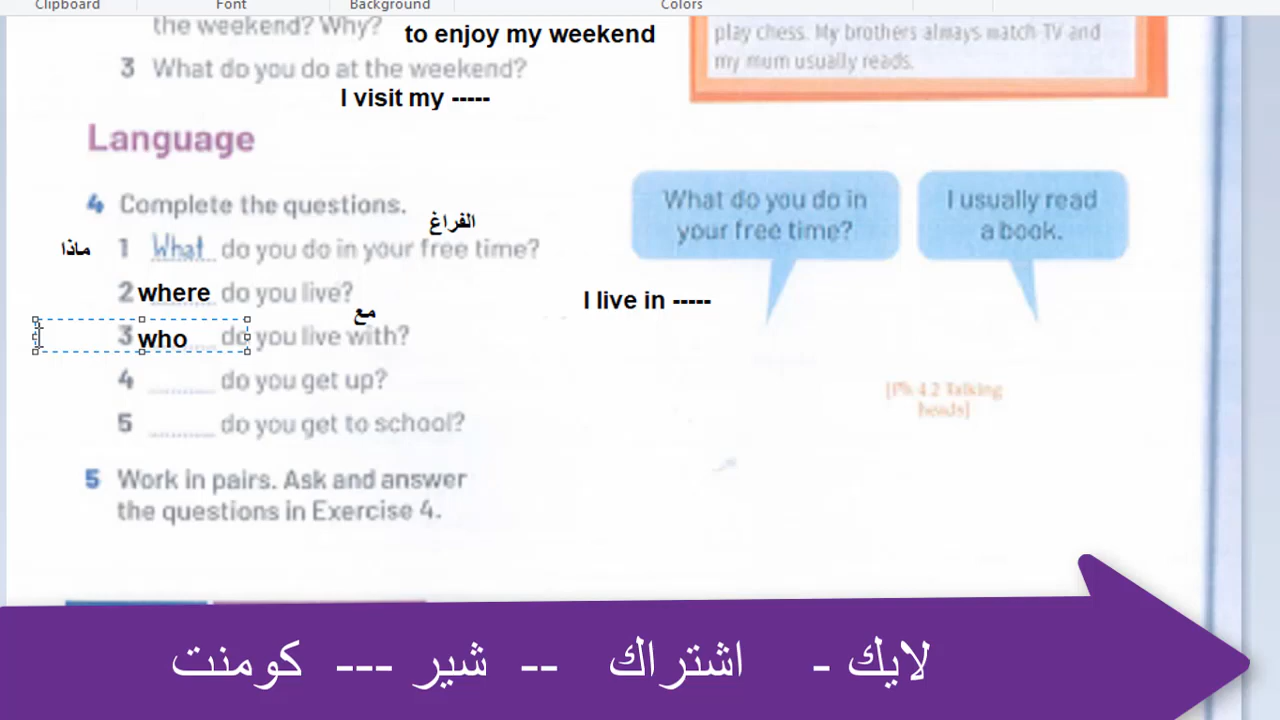 Clipboard Font Background Colors
the weekend? Why? to enjoy my weekend
3 What do you do at the weekend?
I visit my -----
play chess. My brothers always watch TV and
my mum usually reads.
Language
4 Complete the questions.
الفراغ
ماذا 1 What do you do in your free time?
2 where do you live?
I live in -----
مع
3 who do you live with?
4 ........ do you get up?
5 ........ do you get to school?
What do you do in
your free time?
I usually read
a book.
[Ph 4.2 Talking
heads]
5 Work in pairs. Ask and answer
the questions in Exercise 4.
لايك - اشتراك -- شير --- كومنت